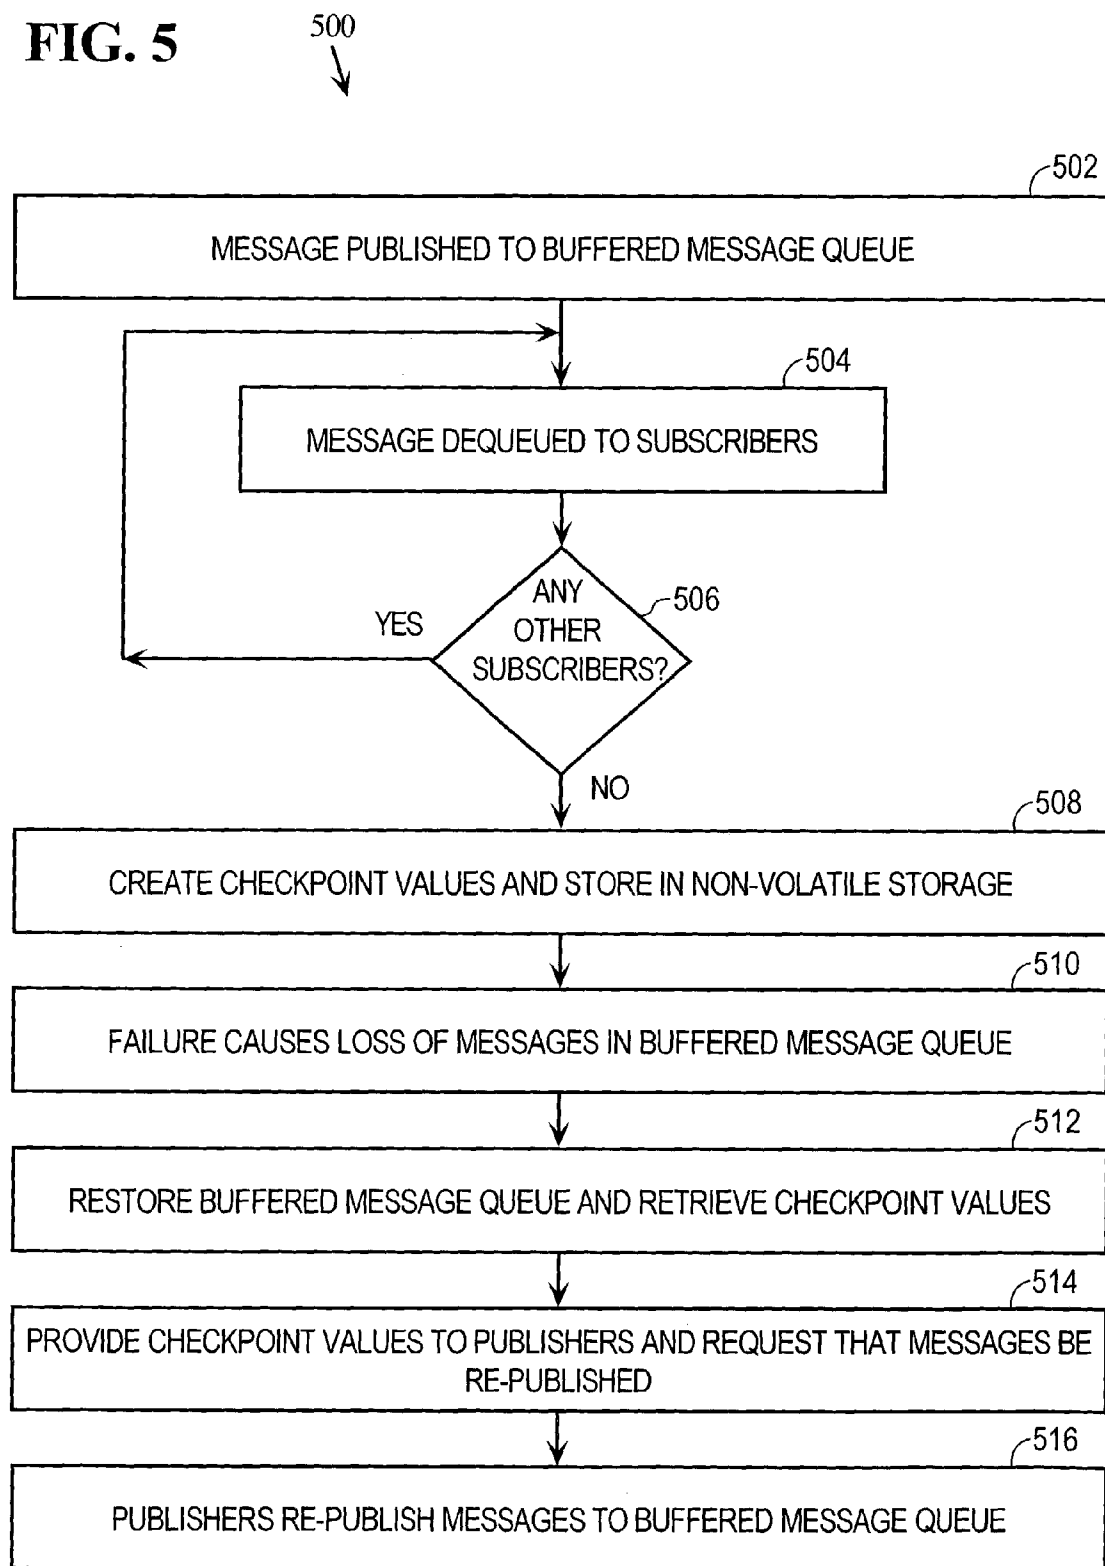 FIG. 5
500
502
MESSAGE PUBLISHED TO BUFFERED MESSAGE QUEUE
504
MESSAGE DEQUEUED TO SUBSCRIBERS
ANY
506
YES
OTHER
SUBSCRIBERS?
NO
508
CREATE CHECKPOINT VALUES AND STORE IN NON-VOLATILE STORAGE
510
FAILURE CAUSES LOSS OF MESSAGES IN BUFFERED MESSAGE QUEUE
512
RESTORE BUFFERED MESSAGE QUEUE AND RETRIEVE CHECKPOINT VALUES
514
PROVIDE CHECKPOINT VALUES TO PUBLISHERS AND REQUEST THAT MESSAGES BE
RE-PUBLISHED
516
PUBLISHERS RE-PUBLISH MESSAGES TO BUFFERED MESSAGE QUEUE